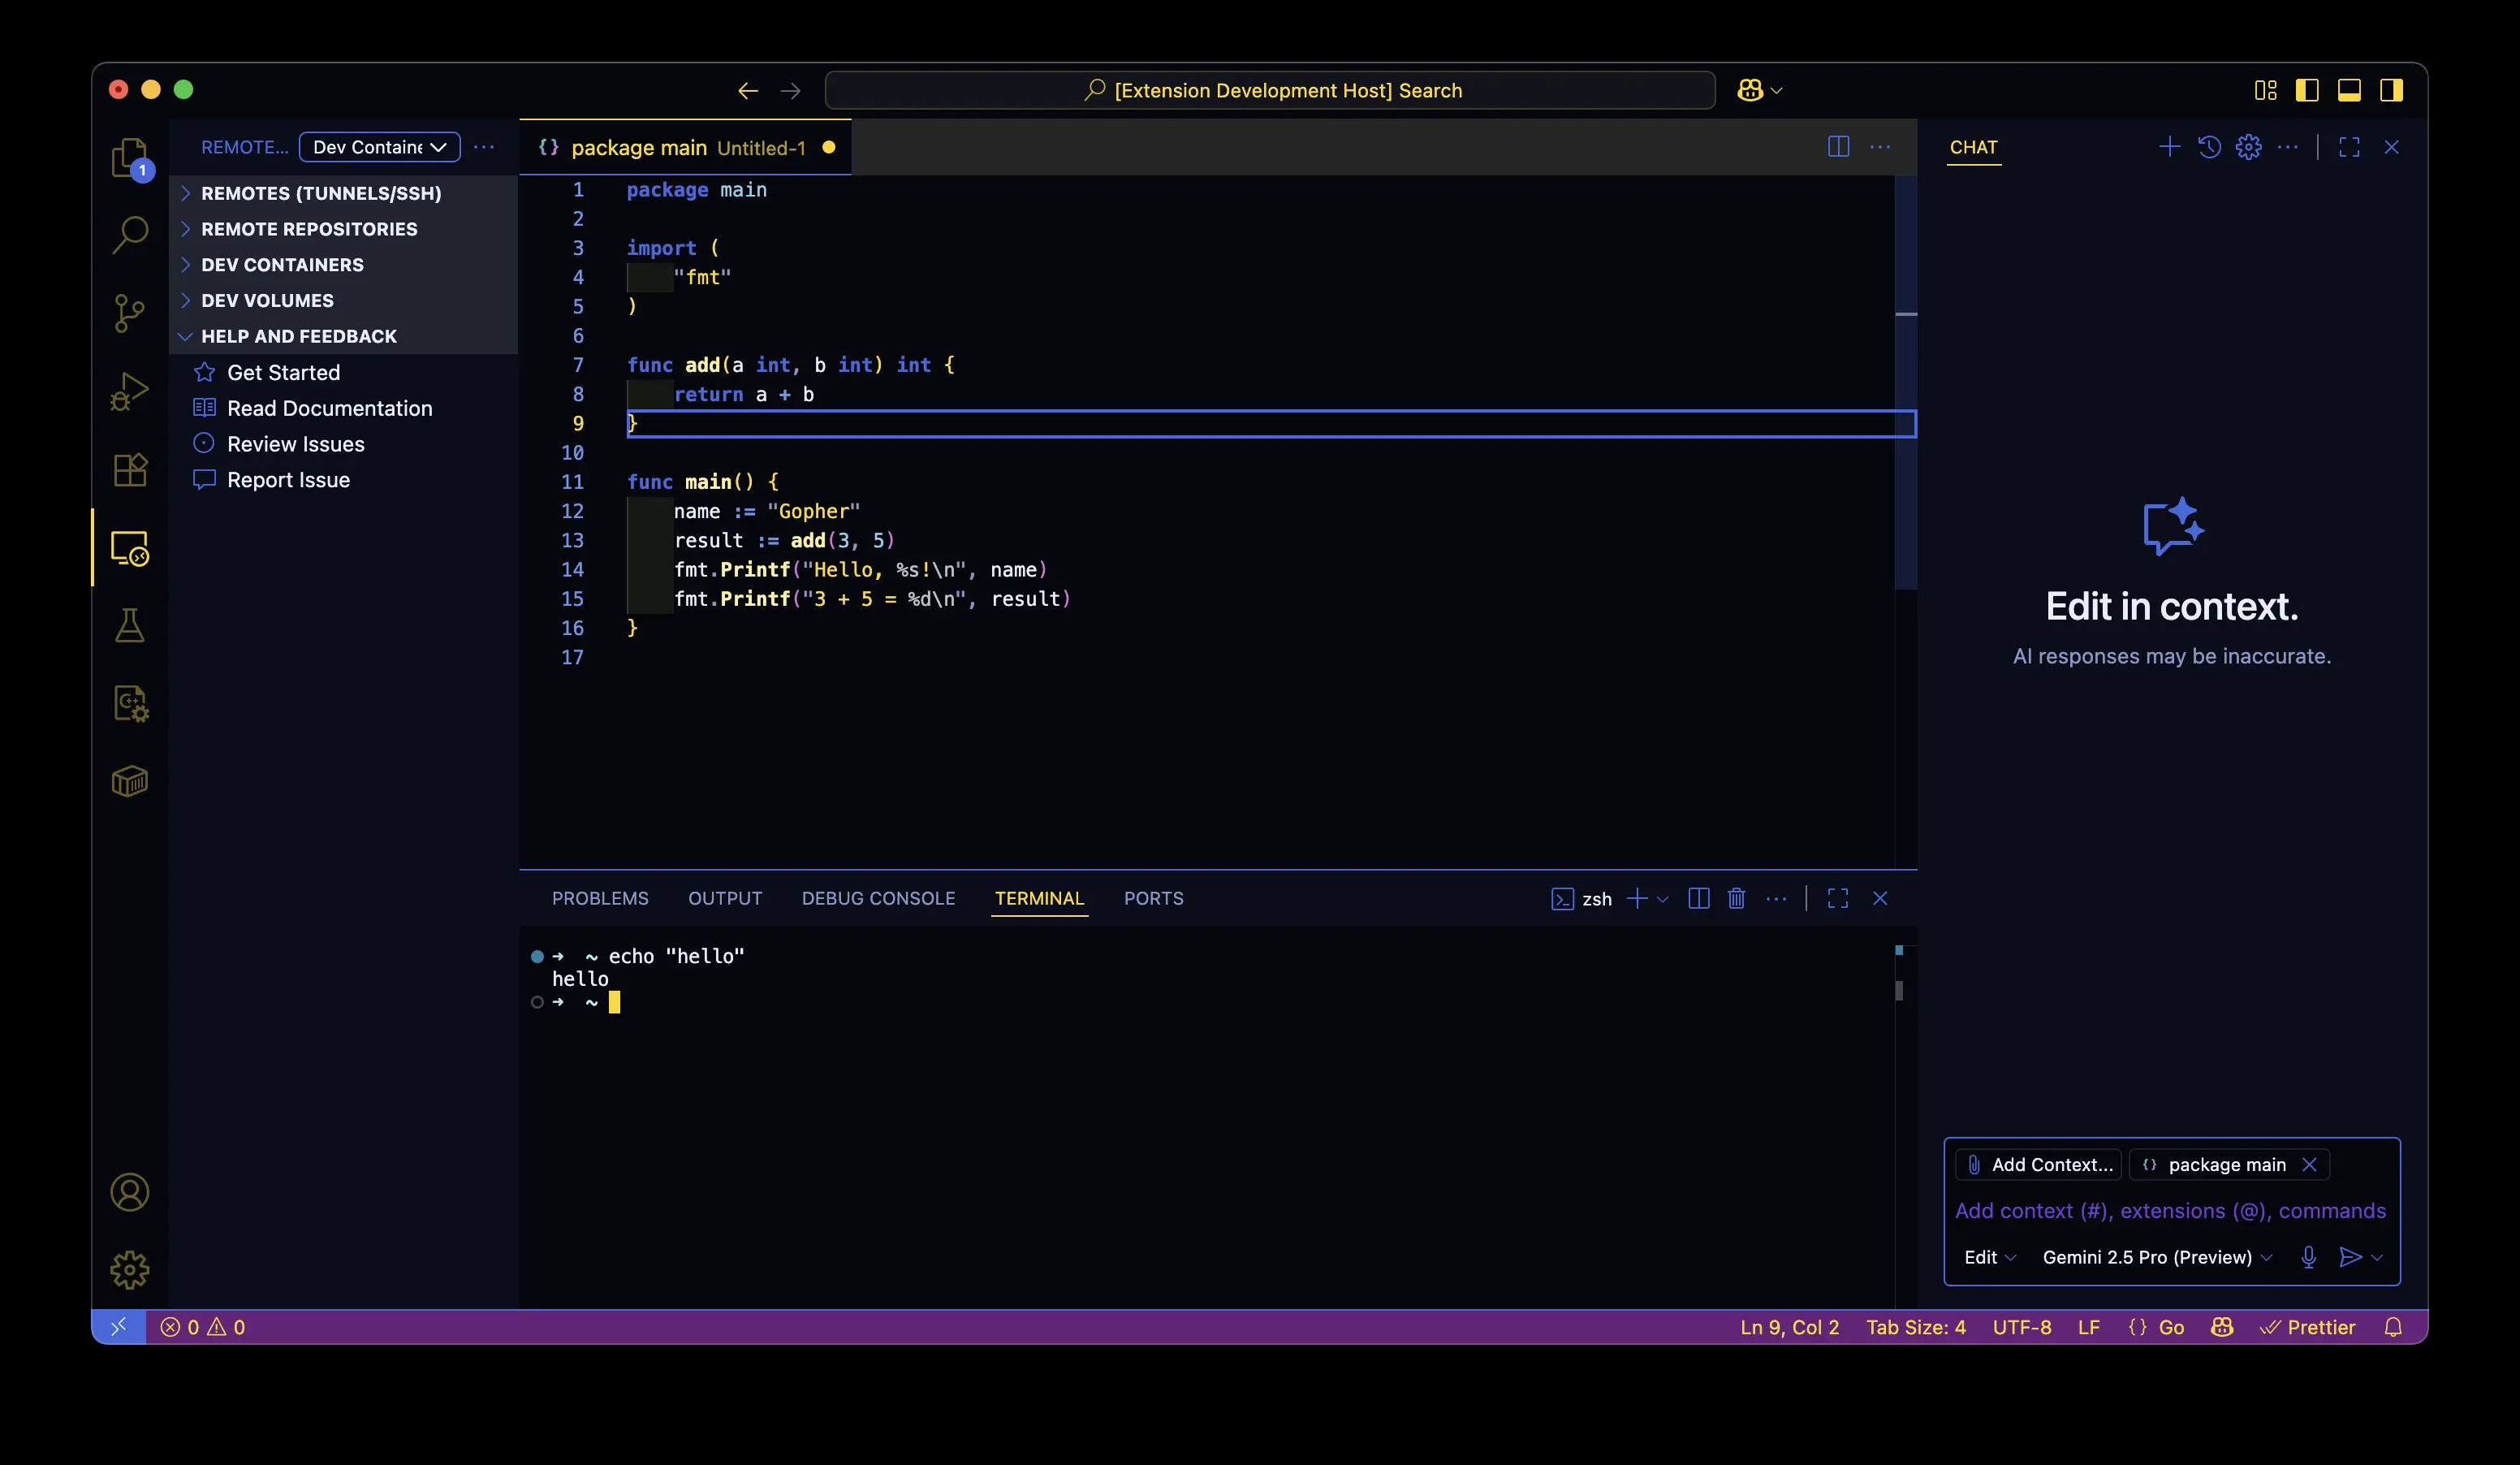 [Extension Development Host] Search
1
REMOTE... Dev Containe
REMOTES (TUNNELS/SSH)
REMOTE REPOSITORIES
DEV CONTAINERS
DEV VOLUMES
HELP AND FEEDBACK
Get Started
Read Documentation
Review Issues
Report Issue
{} package main Untitled-1
1 package main
2
3 import (
4 "fmt"
5 )
6
7 func add(a int, b int) int {
8 return a + b
9 }
10
11 func main() {
12 name := "Gopher"
13 result := add(3, 5)
14 fmt.Printf("Hello, %s!\n", name)
15 fmt.Printf("3 + 5 = %d\n", result)
16 }
17
PROBLEMS OUTPUT DEBUG CONSOLE TERMINAL PORTS zsh
➜ ~ echo "hello"
hello
➜ ~
CHAT
Edit in context.
AI responses may be inaccurate.
Add Context... {} package main
Add context (#), extensions (@), commands
Edit Gemini 2.5 Pro (Preview)
0 0 Ln 9, Col 2 Tab Size: 4 UTF-8 LF {} Go Prettier